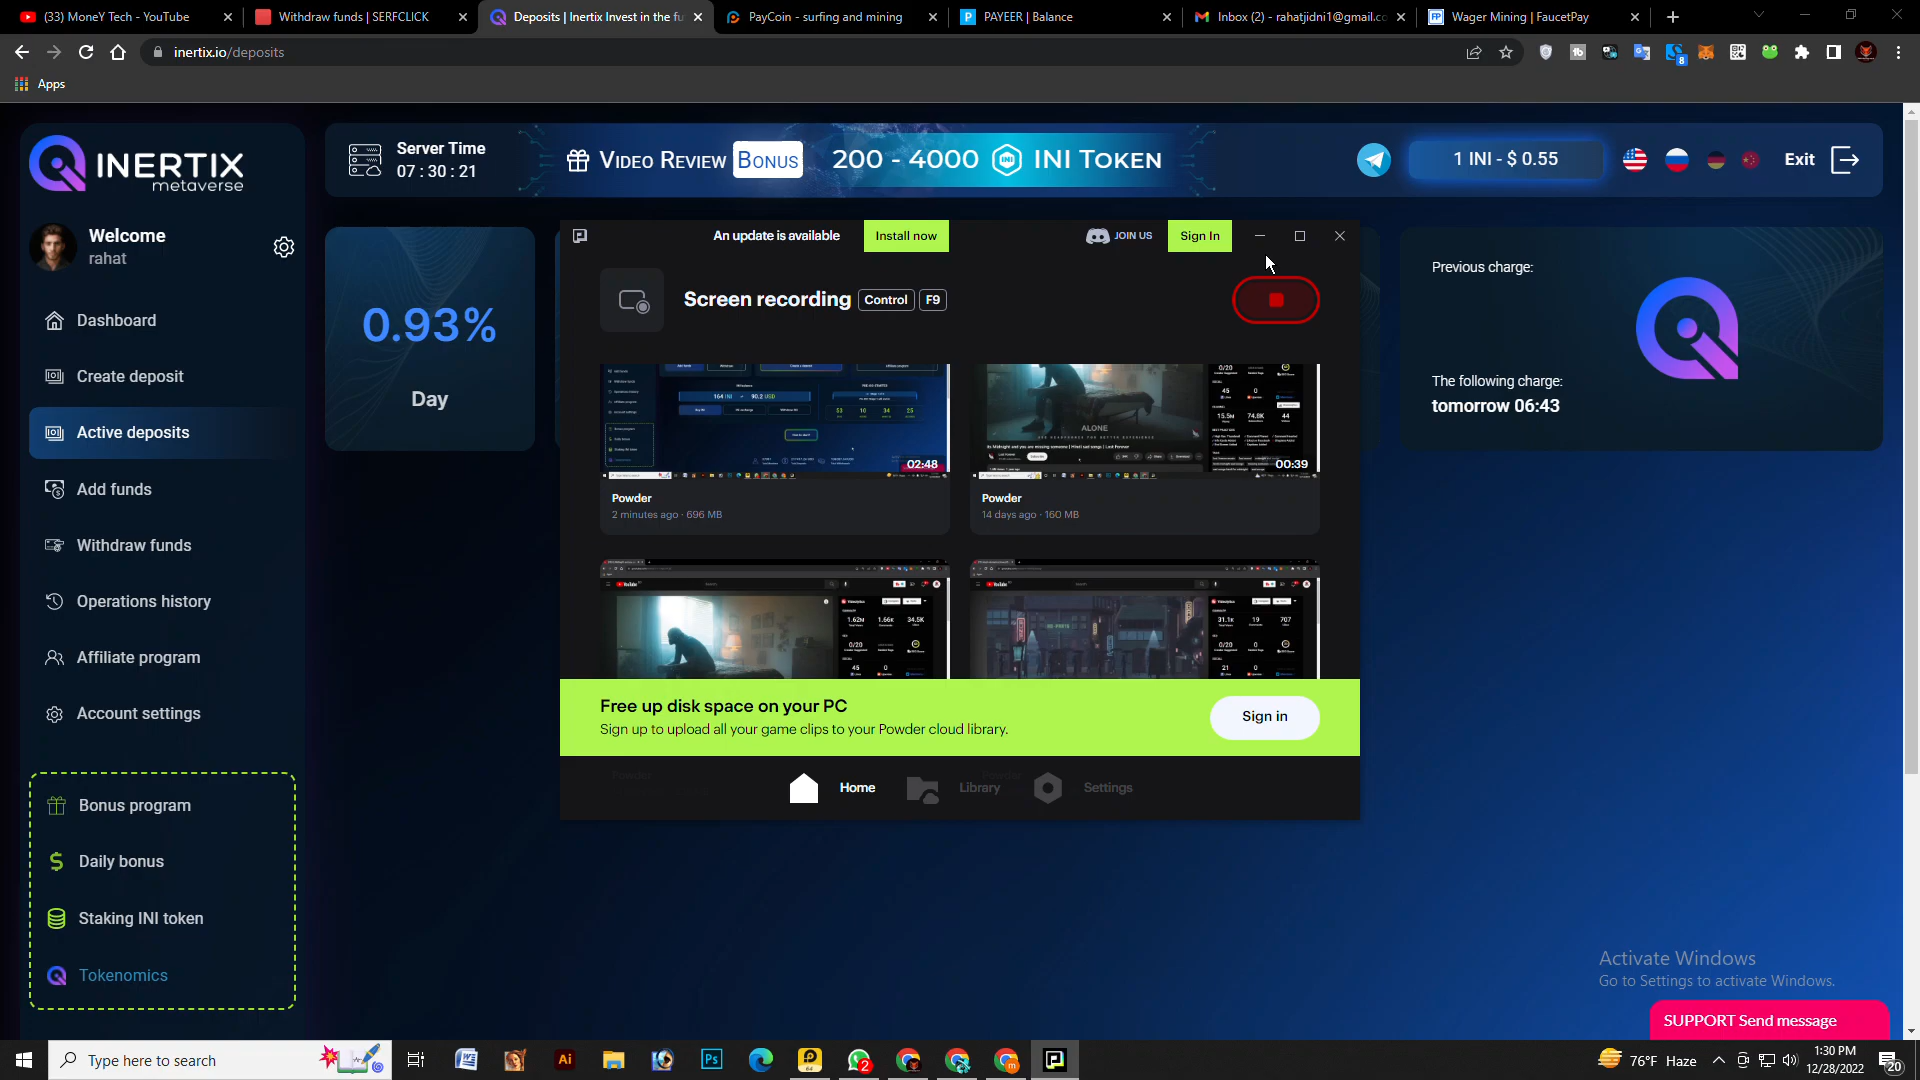 (33) MoneY Tech - YouTube
Withdraw funds | SERFCLICK
Deposits | Inertix Invest in the fu
PayCoin - surfing and mining
PAYEER | Balance
Inbox (2) - rahatjidni1@gmail.co
Wager Mining | FaucetPay
inertix.io/deposits
Apps
INERTIX
metaverse
Server Time
07 : 30 : 21
VIDEO REVIEW BONUS 200 - 4000 INI TOKEN
1 INI - $ 0.55
Exit
Welcome
rahat
Dashboard
Create deposit
Active deposits
Add funds
Withdraw funds
Operations history
Affiliate program
Account settings
Bonus program
Daily bonus
Staking INI token
Tokenomics
0.93%
Day
Previous charge:
The following charge:
tomorrow 06:43
An update is available
Install now
JOIN US
Sign In
Screen recording Control F9
02:48
Powder
2 minutes ago · 696 MB
ALONE
00:39
Powder
14 days ago · 160 MB
Free up disk space on your PC
Sign up to upload all your game clips to your Powder cloud library.
Sign in
Home
Library
Settings
Activate Windows
Go to Settings to activate Windows.
SUPPORT Send message
Type here to search
76°F Haze
1:30 PM
12/28/2022
20